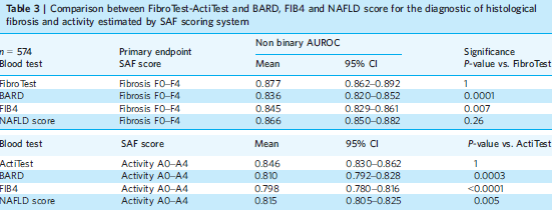 Table 3 | Comparison between FibroTest-ActiTest and BARD, FIB4 and NAFLD score for the diagnostic of histological
fibrosis and activity estimated by SAF scoring system
Non binary AUROC
n = 574 Primary endpoint Significance
Blood test SAF score Mean 95% CI P-value vs. FibroTest
FibroTest Fibrosis F0–F4 0.877 0.862–0.892 1
BARD Fibrosis F0–F4 0.836 0.820–0.852 0.0001
FIB4 Fibrosis F0–F4 0.845 0.829–0.861 0.007
NAFLD score Fibrosis F0–F4 0.866 0.850–0.882 0.26
Blood test SAF score Mean 95% CI P-value vs. ActiTest
ActiTest Activity A0–A4 0.846 0.830–0.862 1
BARD Activity A0–A4 0.810 0.792–0.828 0.0003
FIB4 Activity A0–A4 0.798 0.780–0.816 <0.0001
NAFLD score Activity A0–A4 0.815 0.805–0.825 0.005